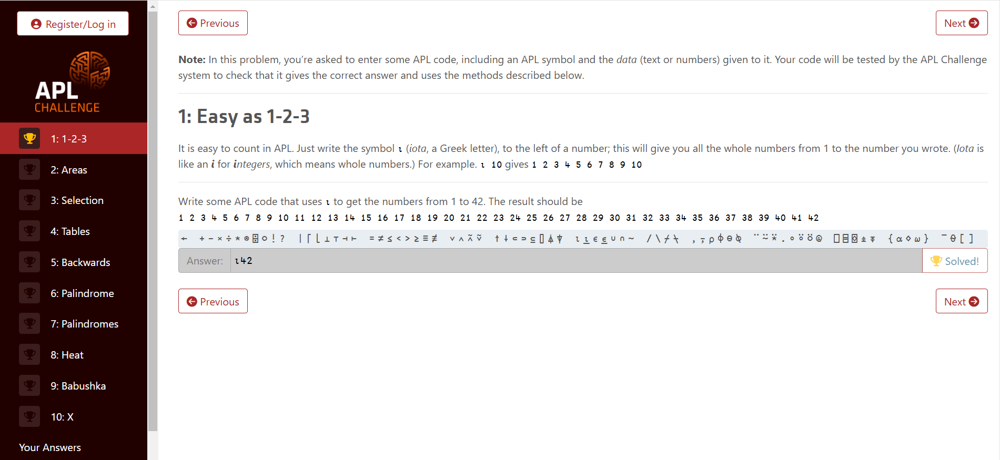 Register/Log in
APL
CHALLENGE
1: 1-2-3
2: Areas
3: Selection
4: Tables
5: Backwards
6: Palindrome
7: Palindromes
8: Heat
9: Babushka
10: X
Your Answers
Previous
Next
Note: In this problem, you’re asked to enter some APL code, including an APL symbol and the data (text or numbers) given to it. Your code will be tested by the APL Challenge
system to check that it gives the correct answer and uses the methods described below.
1: Easy as 1-2-3
It is easy to count in APL. Just write the symbol ⍳ (iota, a Greek letter), to the left of a number; this will give you all the whole numbers from 1 to the number you wrote. (Iota is
like an i for integers, which means whole numbers.) For example. ⍳ 10 gives 1 2 3 4 5 6 7 8 9 10
Write some APL code that uses ⍳ to get the numbers from 1 to 42. The result should be
1 2 3 4 5 6 7 8 9 10 11 12 13 14 15 16 17 18 19 20 21 22 23 24 25 26 27 28 29 30 31 32 33 34 35 36 37 38 39 40 41 42
← + - × ÷ * ⍟ ⌹ ○ ! ? | ⌈ ⌊ ⊥ ⊤ ⊣ ⊢ = ≠ ≤ < > ≥ ≡ ≢ ∨ ∧ ⍲ ⍱ ↑ ↓ ⊂ ⊃ ⊆ ⌷ ⍋ ⍒ ⍳ ⍸ ∊ ⍷ ∪ ∩ ~ / \ ⌿ ⍀ , ⍪ ⍴ ⌽ ⊖ ⍉ ¨ ⍨ ⍣ . ∘ ⍤ ⍥ @ ⎕ ⌸ ⌺ ⍎ ⍕ { ⍺ ⋄ ⍵ } ¯ ⍬ [ ]
Answer: ⍳42 Solved!
Previous
Next